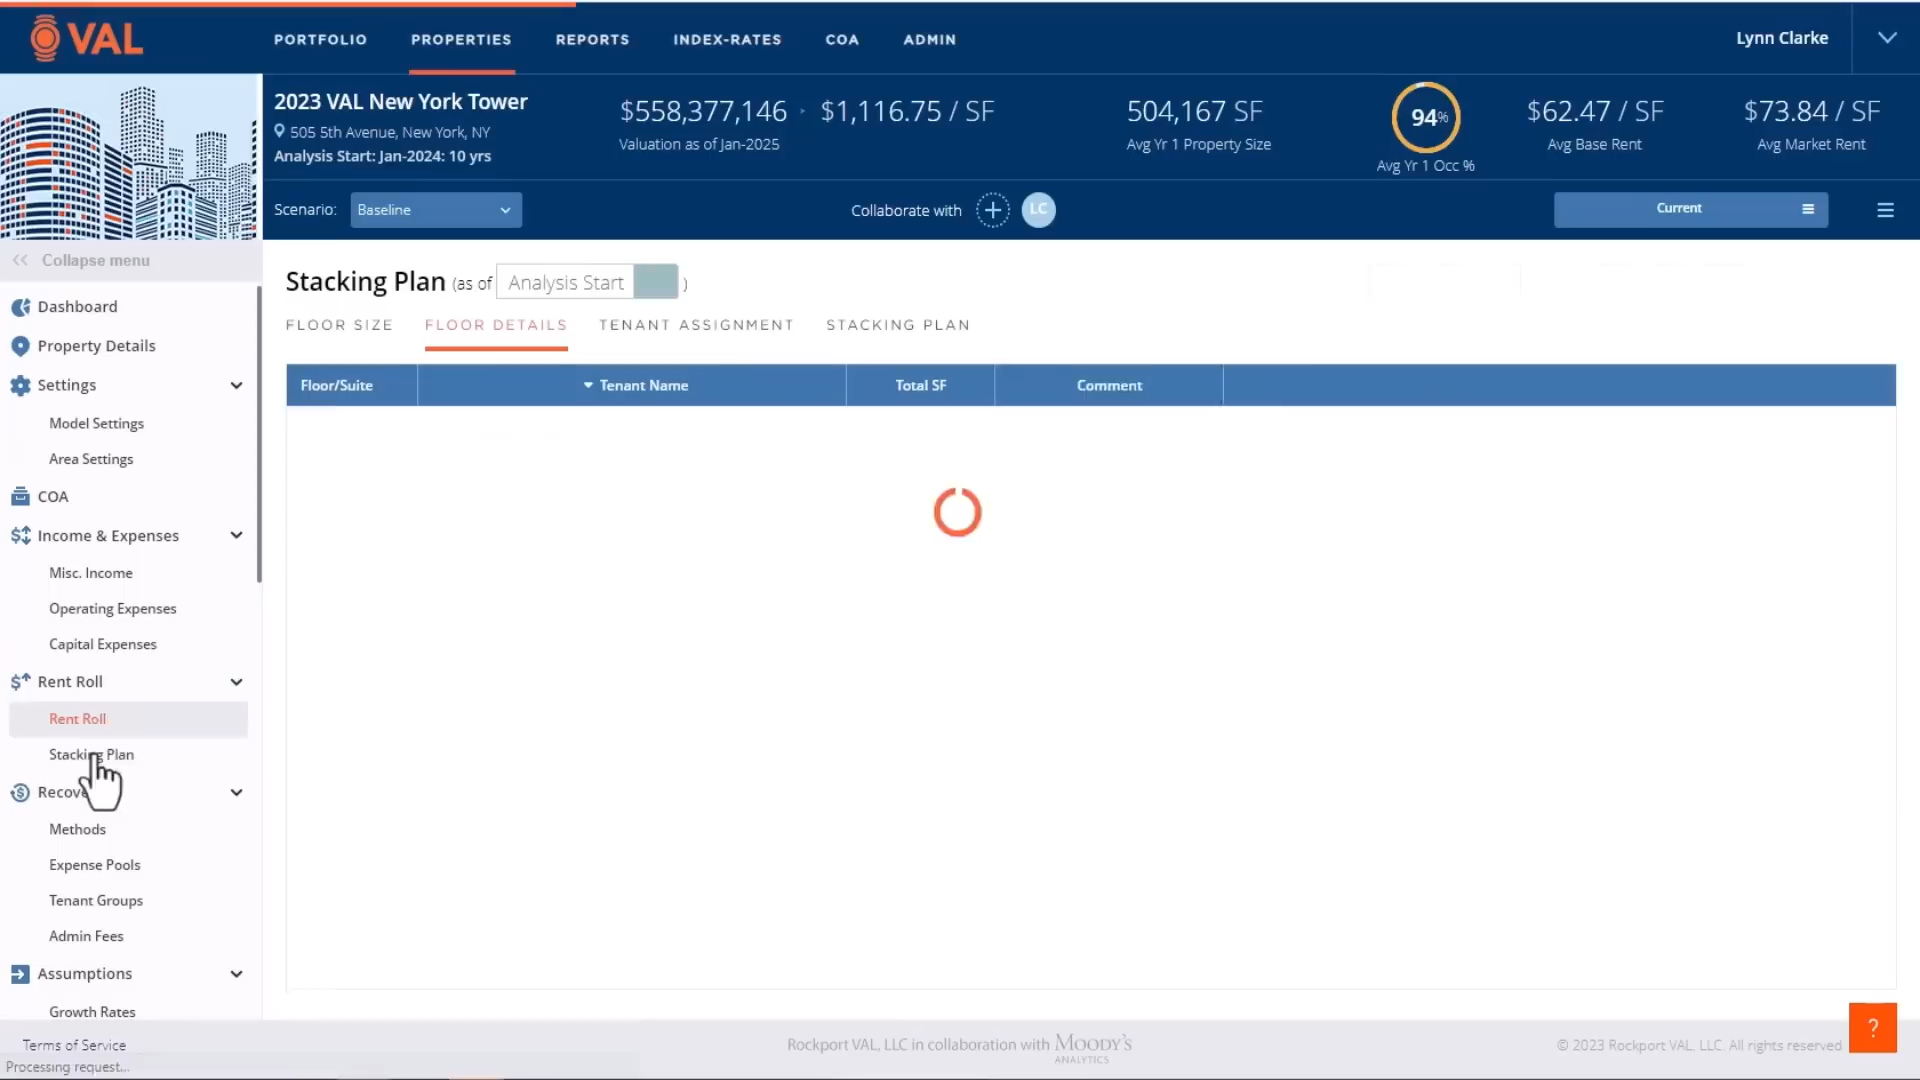 VAL
PORTFOLIO
PROPERTIES
REPORTS
INDEX-RATES
COA
ADMIN
Lynn Clarke
2023 VAL New York Tower
505 5th Avenue, New York, NY
Analysis Start: Jan-2024: 10 yrs
$558,377,146 · $1,116.75 / SF
Valuation as of Jan-2025
504,167 SF
Avg Yr 1 Property Size
94%
Avg Yr 1 Occ %
$62.47 / SF
Avg Base Rent
$73.84 / SF
Avg Market Rent
Scenario: Baseline
Collaborate with
LC
Current
Collapse menu
Dashboard
Property Details
Settings
Model Settings
Area Settings
COA
Income & Expenses
Misc. Income
Operating Expenses
Capital Expenses
Rent Roll
Rent Roll
Stacking Plan
Methods
Expense Pools
Tenant Groups
Admin Fees
Assumptions
Growth Rates
Stacking Plan (as of Analysis Start )
FLOOR SIZE
FLOOR DETAILS
TENANT ASSIGNMENT
STACKING PLAN
Floor/Suite
Tenant Name
Total SF
Comment
?
Terms of Service
Rockport VAL, LLC in collaboration with MOODY'S
ANALYTICS
© 2023 Rockport VAL, LLC. All rights reserved
Processing request...